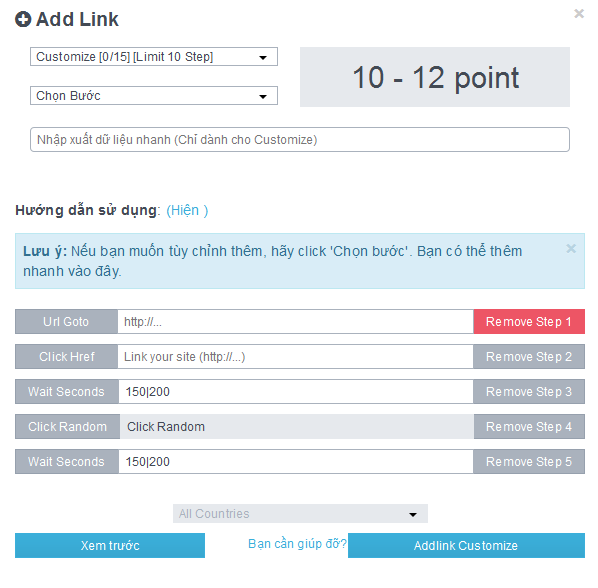 Add Link
Customize [0/15] [Limit 10 Step]
10 - 12 point
Chọn Bước
Nhập xuất dữ liệu nhanh (Chỉ dành cho Customize)
Hướng dẫn sử dụng: (Hiện )
Lưu ý: Nếu bạn muốn tùy chỉnh thêm, hãy click 'Chọn bước'. Bạn có thể thêm
nhanh vào đây.
Url Goto http://... Remove Step 1
Click Href Link your site (http://...) Remove Step 2
Wait Seconds 150|200 Remove Step 3
Click Random Click Random Remove Step 4
Wait Seconds 150|200 Remove Step 5
All Countries
Xem trước Bạn cần giúp đỡ? Addlink Customize